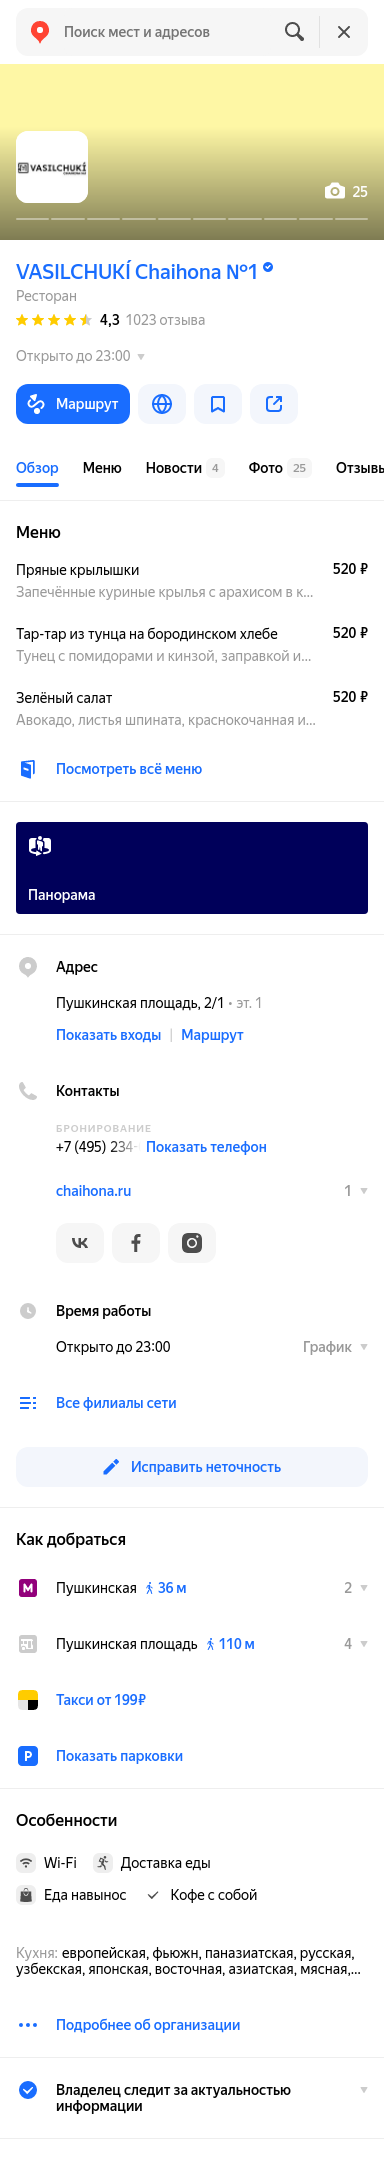 Поиск мест и адресов
VASILCHUKÍ
25
VASILCHUKÍ Chaihona №1
Ресторан
4,3 1023 отзыва
Открыто до 23:00
Маршрут
Обзор Меню Новости 4 Фото 25 Отзывы
Меню
Пряные крылышки 520 ₽
Запечённые куриные крылья с арахисом в к...
Тар-тар из тунца на бородинском хлебе 520 ₽
Тунец с помидорами и кинзой, заправкой и...
Зелёный салат 520 ₽
Авокадо, листья шпината, краснокочанная и...
Посмотреть всё меню
Панорама
Адрес
Пушкинская площадь, 2/1 • эт. 1
Показать входы | Маршрут
Контакты
БРОНИРОВАНИЕ
+7 (495) 234- Показать телефон
chaihona.ru 1
Время работы
Открыто до 23:00 График
Все филиалы сети
Исправить неточность
Как добраться
Пушкинская 36 м 2
Пушкинская площадь 110 м 4
Такси от 199₽
P Показать парковки
Особенности
Wi-Fi Доставка еды
Еда навынос Кофе с собой
Кухня: европейская, фьюжн, паназиатская, русская,
узбекская, японская, восточная, азиатская, мясная,...
Подробнее об организации
Владелец следит за актуальностью
информации